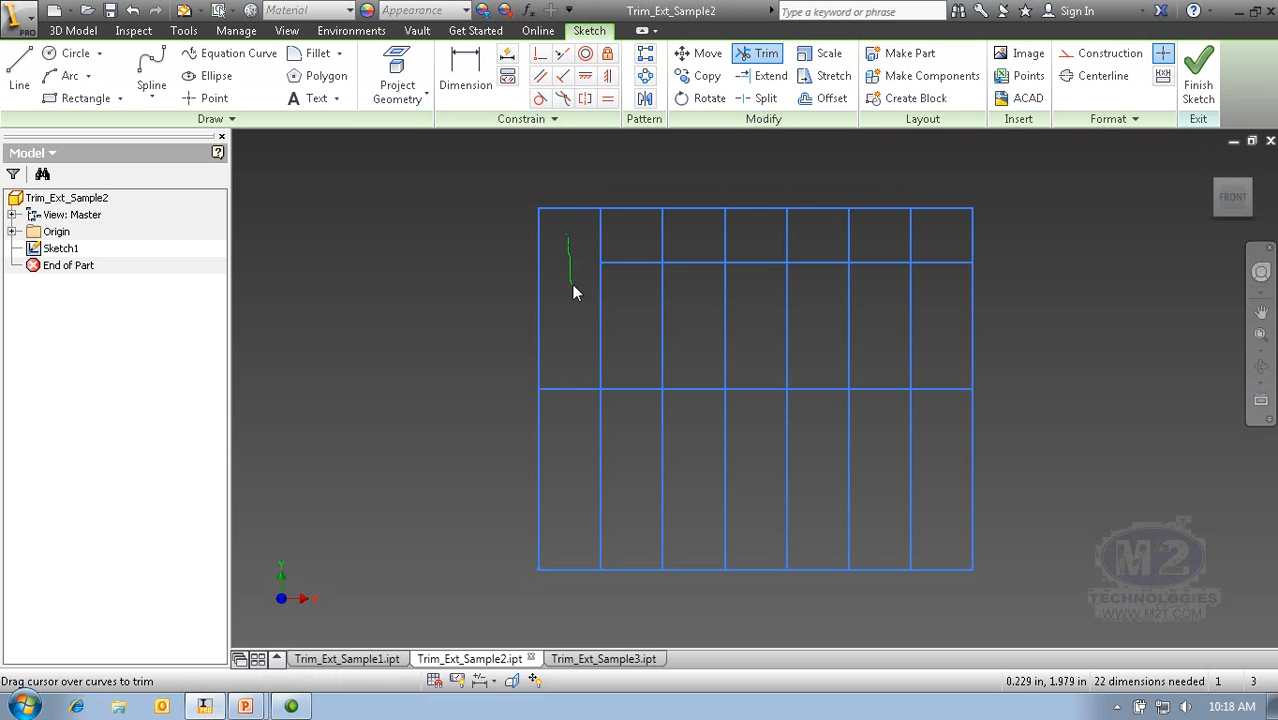 Material
Appearance
Trim_Ext_Sample2
Type a keyword or phrase
Sign In
PRO
3D Model
Inspect
Tools
Manage
View
Environments
Vault
Get Started
Online
Sketch
Line
Circle
Arc
Rectangle
Spline
Equation Curve
Ellipse
Point
Fillet
Polygon
Text
Project
Geometry
Dimension
Move
Copy
Rotate
Trim
Extend
Split
Scale
Stretch
Offset
Make Part
Make Components
Create Block
Image
Points
ACAD
Construction
Centerline
Finish
Sketch
Draw
Constrain
Pattern
Modify
Layout
Insert
Format
Exit
Model
Trim_Ext_Sample2
View: Master
Origin
Sketch1
End of Part
FRONT
Y
X
M2
TECHNOLOGIES
WWW.M2T.COM
Trim_Ext_Sample1.ipt
Trim_Ext_Sample2.ipt
Trim_Ext_Sample3.ipt
Drag cursor over curves to trim
0.229 in, 1.979 in
22 dimensions needed
1
3
10:18 AM